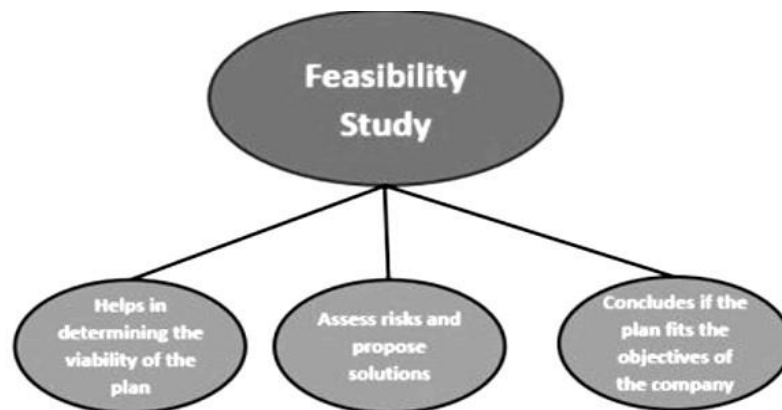 Feasibility
Study
Helps in
determining the
viability of the
plan
Assess risks and
propose
solutions
Concludes if the
plan fits the
objectives of
the company